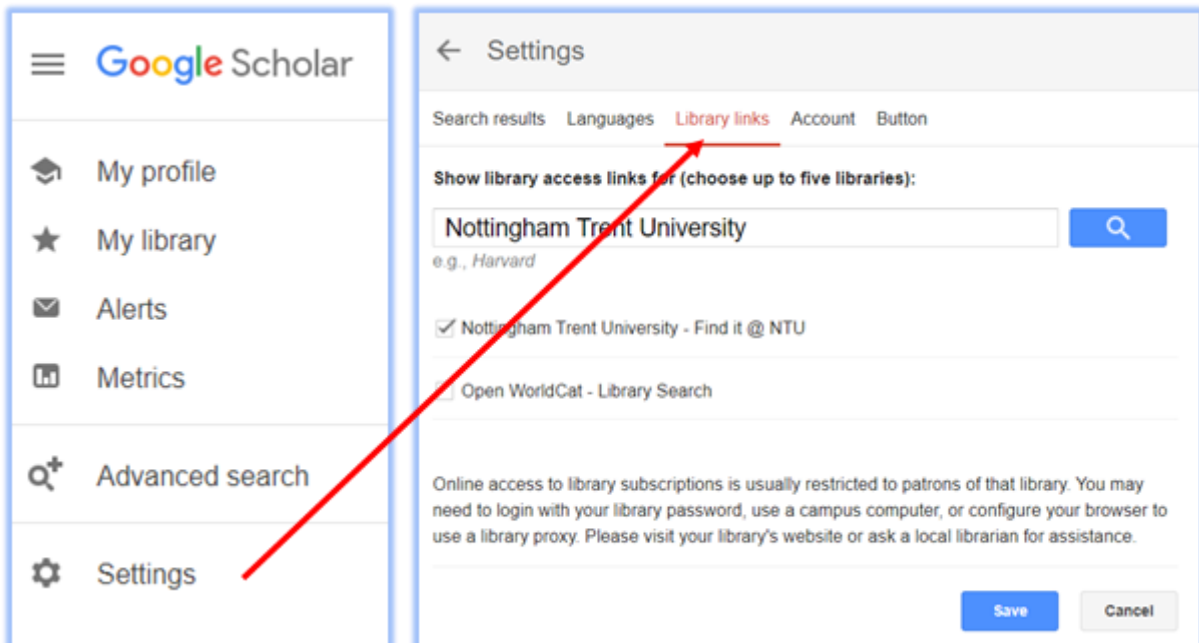 Google Scholar
My profile
My library
Alerts
Metrics
Advanced search
Settings
Settings
Search results Languages Library links Account Button
Show library access links for (choose up to five libraries):
Nottingham Trent University
e.g., Harvard
Nottingham Trent University - Find it @ NTU
Open WorldCat - Library Search
Online access to library subscriptions is usually restricted to patrons of that library. You may
need to login with your library password, use a campus computer, or configure your browser to
use a library proxy. Please visit your library's website or ask a local librarian for assistance.
Save Cancel